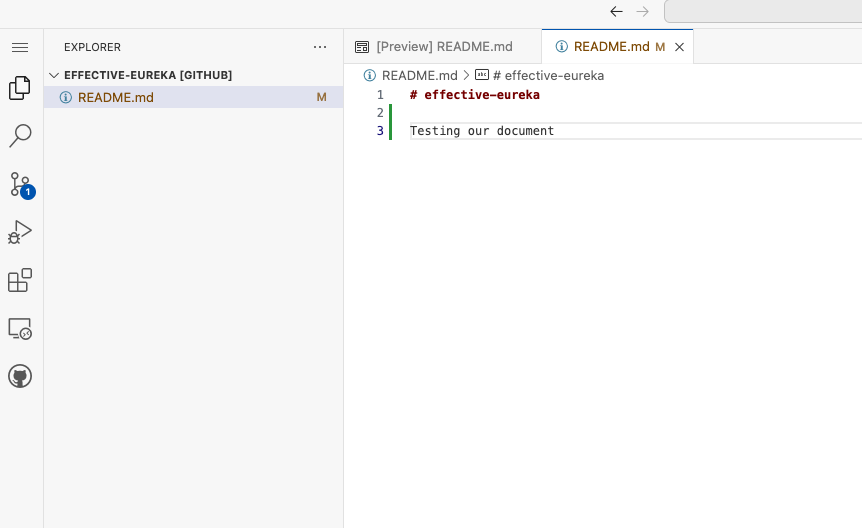 EXPLORER
[Preview] README.md
README.md M
EFFECTIVE-EUREKA [GITHUB]
README.md M
README.md > # effective-eureka
1 # effective-eureka
2
3 Testing our document
1